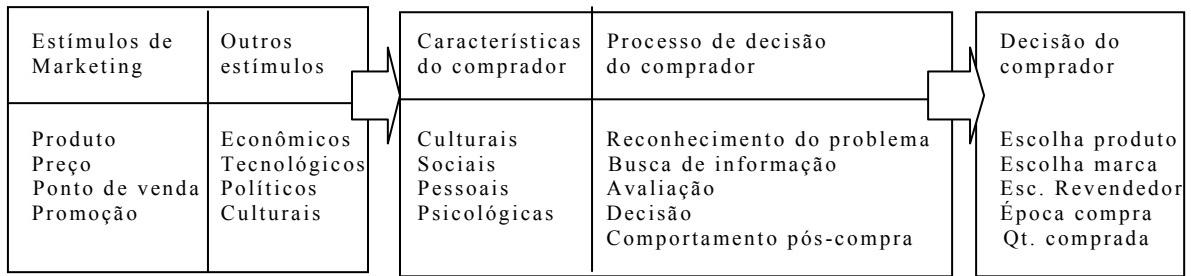 Estímulos de
Marketing
Outros
estímulos
Produto
Preço
Ponto de venda
Promoção
Econômicos
Tecnológicos
Políticos
Culturais
Características
do comprador
Processo de decisão
do comprador
Culturais
Sociais
Pessoais
Psicológicas
Reconhecimento do problema
Busca de informação
Avaliação
Decisão
Comportamento pós-compra
Decisão do
comprador
Escolha produto
Escolha marca
Esc. Revendedor
Época compra
Qt. comprada